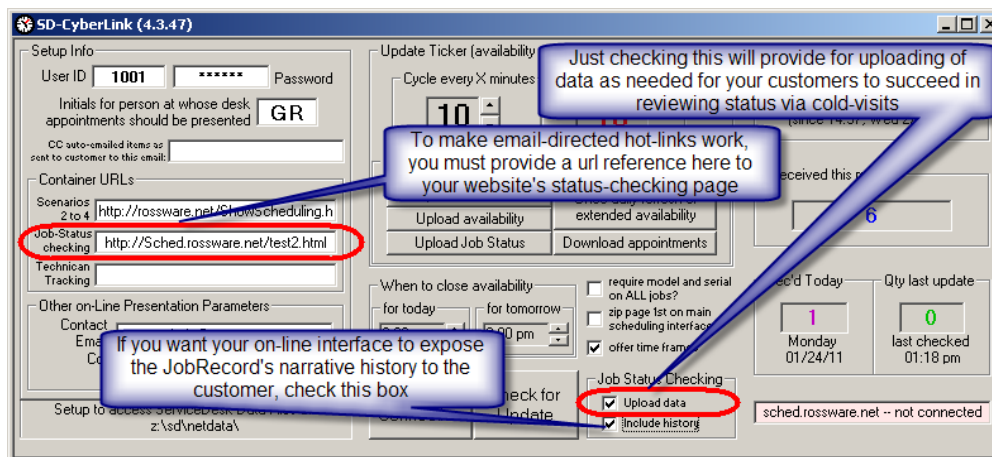 SD-CyberLink (4.3.47)
Setup Info
User ID 1001 ****** Password
Initials for person at whose desk
appointments should be presented GR
CC auto-emailed items as
sent to customer to this email:
Container URLs
Scenarios
2 to 4 http://rossware.net/ShowScheduling.h
Job-Status
checking http://Sched.rossware.net/test2.html
Technican
Tracking
Other on-Line Presentation Parameters
Contact
Setup to access ServiceDesk Data
z:\sd\netdata\
Update Ticker (availability
Cycle every X minutes
10
Upload availability
extended availability
Upload Job Status
Download appointments
When to close
availability
for today
for tomorrow
pm
require model and serial
on ALL jobs?
zip page 1st on main
scheduling interface
offer time frames
Job Status Checking
Upload data
Include history
Check for
Update
6
Monday
01/24/11
1
Qty last update
0
last checked
01:18 pm
sched.rossware.net -- not connected
Just checking this will provide for uploading of
data as needed for your customers to succeed in
reviewing status via cold-visits
To make email-directed hot-links work,
you must provide a url reference here to
your website's status-checking page
If you want your on-line interface to expose
the JobRecord's narrative history to the
customer, check this box